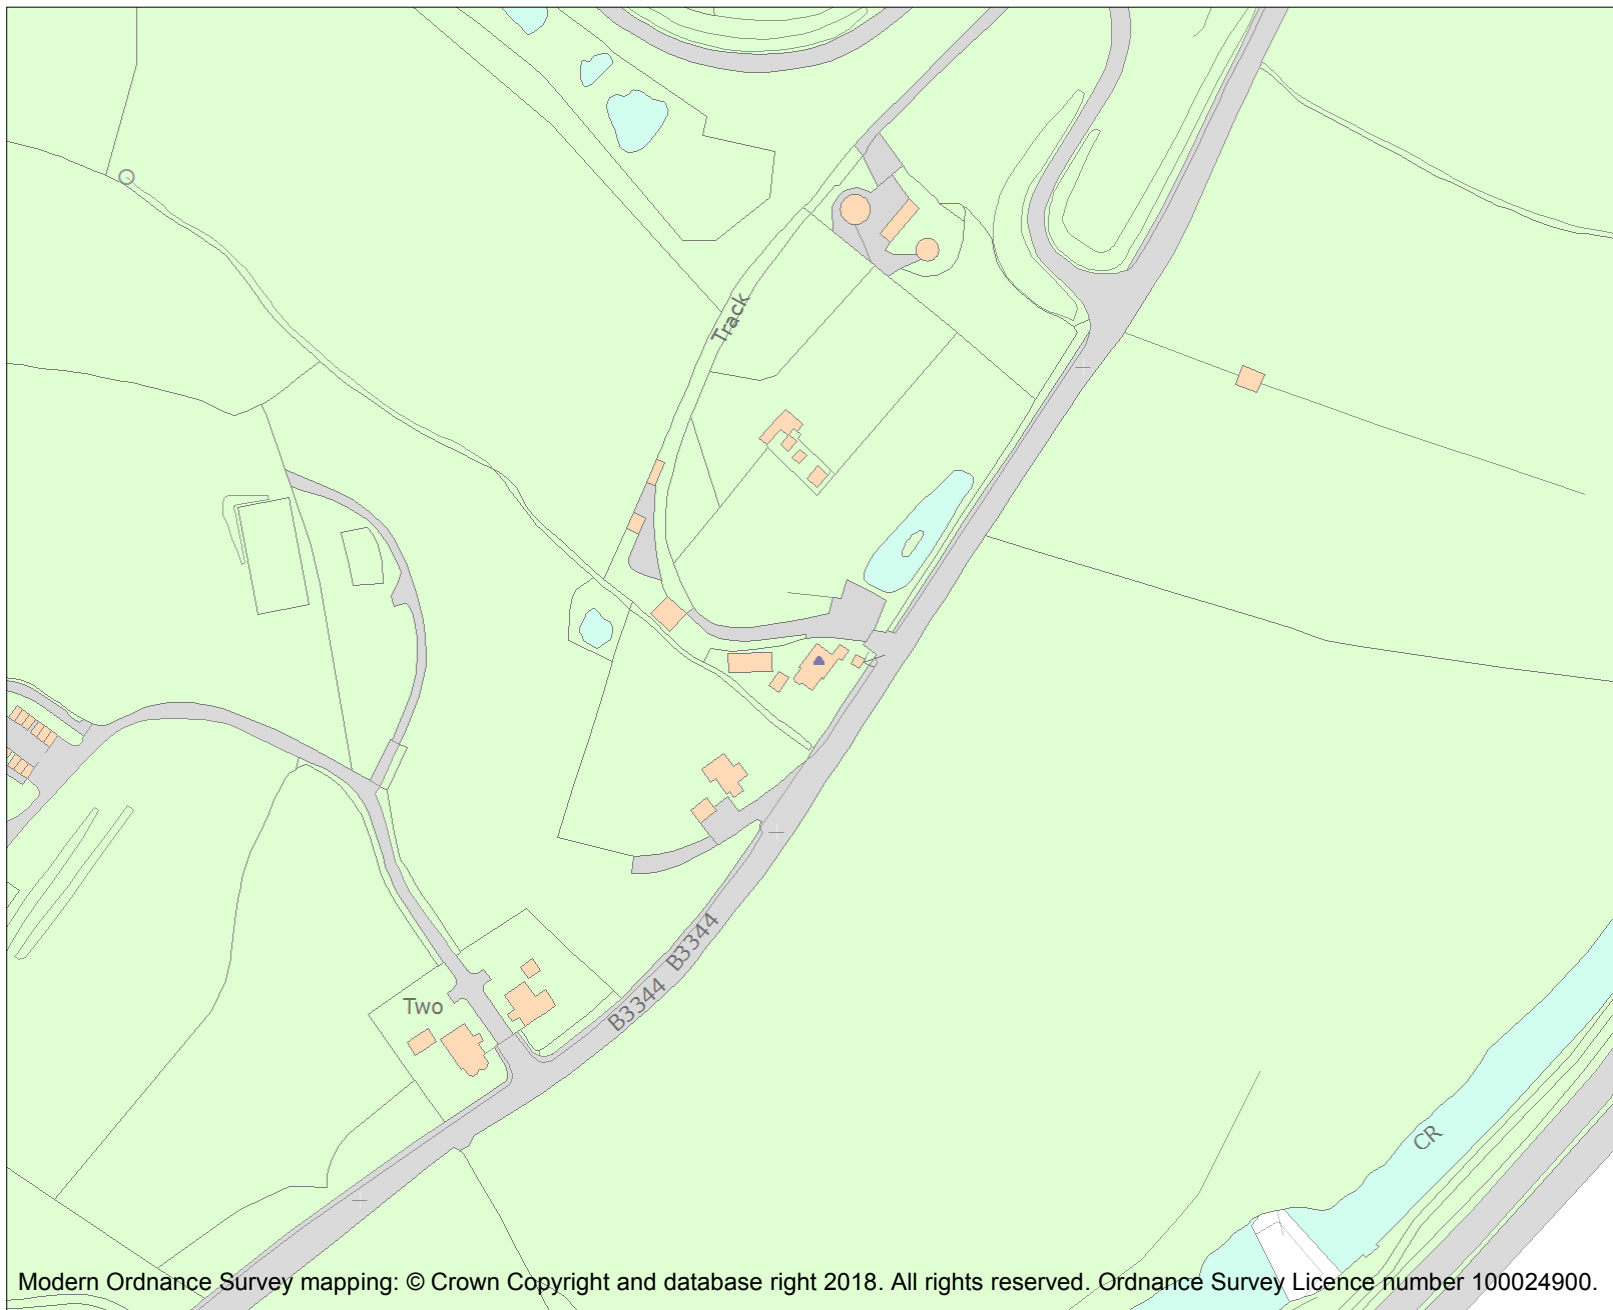 Track
Two
B3344
B3344
CR
Modern Ordnance Survey mapping: © Crown Copyright and database right 2018. All rights reserved. Ordnance Survey Licence number 100024900.